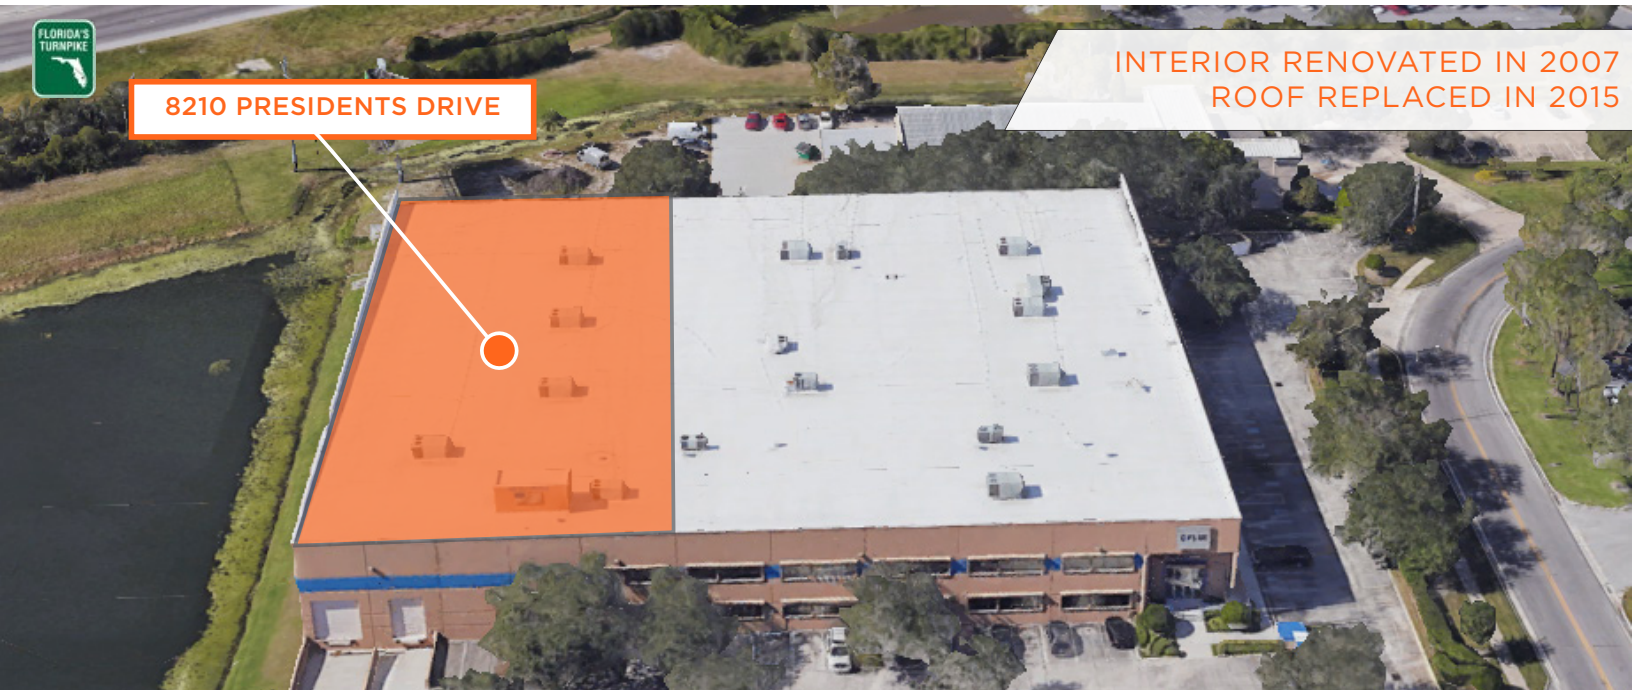 FLORIDA'S
TURNPIKE
8210 PRESIDENTS DRIVE
INTERIOR RENOVATED IN 2007
ROOF REPLACED IN 2015